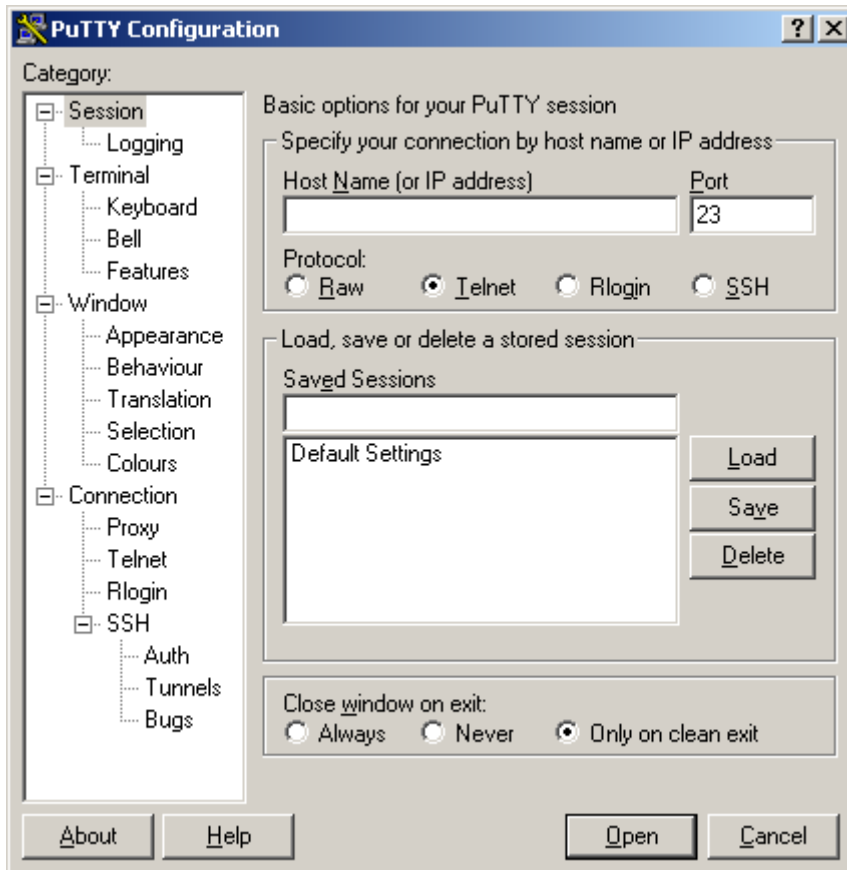 PuTTY Configuration
Category:
Session
Logging
Terminal
Keyboard
Bell
Features
Window
Appearance
Behaviour
Translation
Selection
Colours
Connection
Proxy
Telnet
Rlogin
SSH
Auth
Tunnels
Bugs
Basic options for your PuTTY session
Specify your connection by host name or IP address
Host Name (or IP address) Port
23
Protocol:
Raw Telnet Rlogin SSH
Load, save or delete a stored session
Saved Sessions
Default Settings
Load
Save
Delete
Close window on exit:
Always Never Only on clean exit
About Help Open Cancel